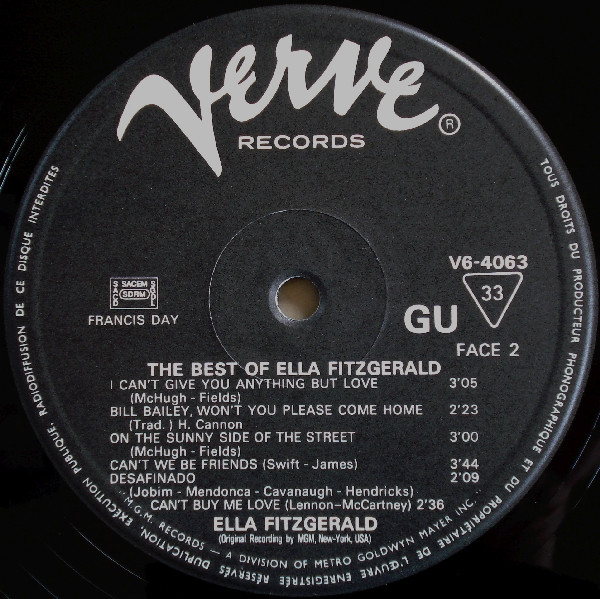 Verve ®
RECORDS
V6-4063
33
GU
FACE 2
SACEM
SACD SDRM SGDL
FRANCIS DAY
THE BEST OF ELLA FITZGERALD
I CAN'T GIVE YOU ANYTHING BUT LOVE 3'05
(McHugh - Fields)
BILL BAILEY, WON'T YOU PLEASE COME HOME 2'23
(Trad.) H. Cannon
ON THE SUNNY SIDE OF THE STREET 3'00
(McHugh - Fields)
CAN'T WE BE FRIENDS (Swift - James) 3'44
DESAFINADO 2'09
(Jobim - Mendonca - Cavanaugh - Hendricks)
CAN'T BUY ME LOVE (Lennon-McCartney) 2'36
ELLA FITZGERALD
(Original Recording by MGM, New-York, USA)
M.G.M. RECORDS — A DIVISION OF METRO GOLDWYN MAYER INC.
TOUS DROITS DU PRODUCTEUR PHONOGRAPHIQUE ET DU PROPRIÉTAIRE DE L'ŒUVRE ENREGISTRÉE RÉSERVÉS DUPLICATION, EXÉCUTION PUBLIQUE, RADIODIFFUSION DE CE DISQUE INTERDITES